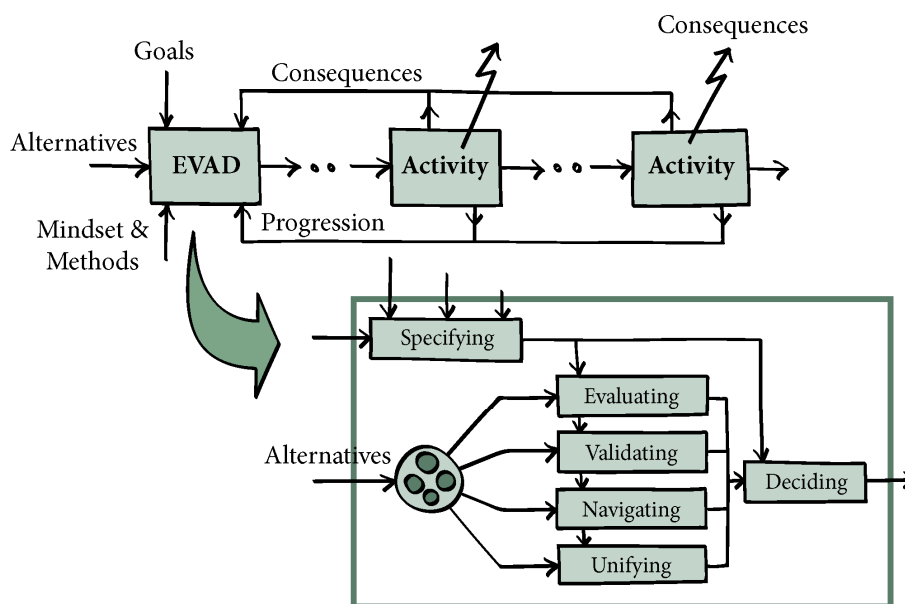 Goals
Consequences
Consequences
Alternatives
EVAD
Activity
Activity
Mindset &
Methods
Progression
Specifying
Evaluating
Alternatives
Validating
Deciding
Navigating
Unifying